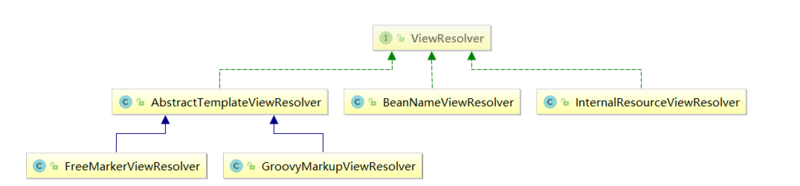 I ViewResolver
C AbstractTemplateViewResolver
C BeanNameViewResolver
C InternalResourceViewResolver
C FreeMarkerViewResolver
C GroovyMarkupViewResolver